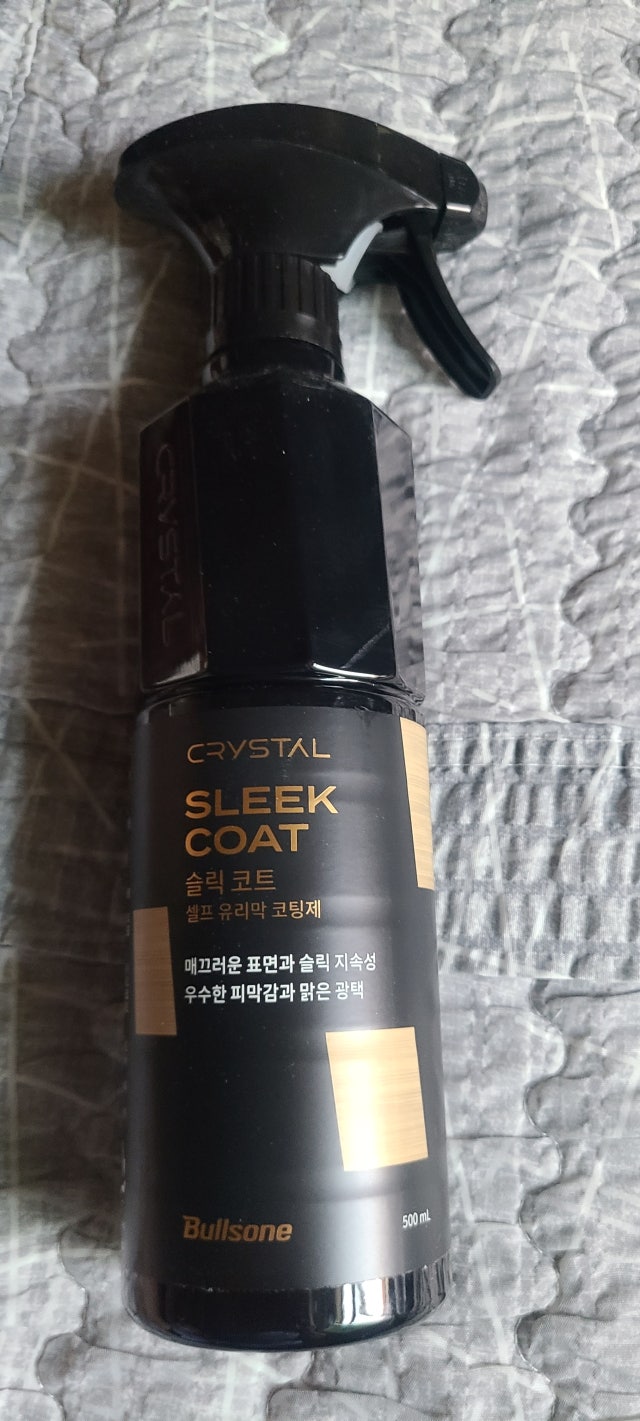 CRYSTAL
CRYSTAL
SLEEK
COAT
슬릭 코트
셀프 유리막 코팅제
매끄러운 표면과 슬릭 지속성
우수한 피막감과 맑은 광택
Bullsone
500 mL